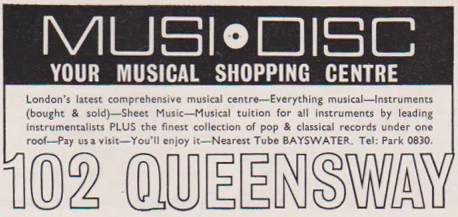 MUSI•DISC
YOUR MUSICAL SHOPPING CENTRE
London's latest comprehensive musical centre—Everything musical—Instruments
(bought & sold)—Sheet Music—Musical tuition for all instruments by leading
instrumentalists PLUS the finest collection of pop & classical records under one
roof—Pay us a visit—You'll enjoy it—Nearest Tube BAYSWATER. Tel: Park 0830.
102 QUEENSWAY